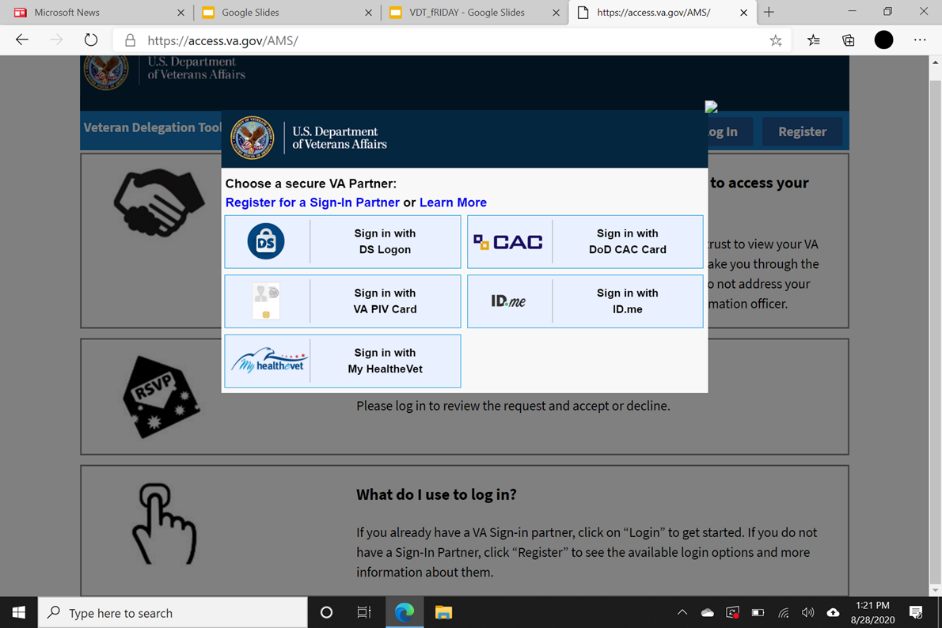 Microsoft News
Google Slides
VDT_fRIDAY - Google Slides
https://access.va.gov/AMS/
https://access.va.gov/AMS/
U.S. Department
of Veterans Affairs
Veteran Delegation Tool
og In
Register
U.S. Department
of Veterans Affairs
Choose a secure VA Partner:
Register for a Sign-In Partner or Learn More
DS
Sign in with
DS Logon
CAC
Sign in with
DoD CAC Card
Sign in with
VA PIV Card
ID.me
Sign in with
ID.me
My healthevet
Sign in with
My HealtheVet
to access your
trust to view your VA
ake you through the
o not address your
mation officer.
RSVP
Please log in to review the request and accept or decline.
What do I use to log in?
If you already have a VA Sign-in partner, click on “Login” to get started. If you do not
have a Sign-In Partner, click “Register” to see the available login options and more
information about them.
Type here to search
1:21 PM
8/28/2020